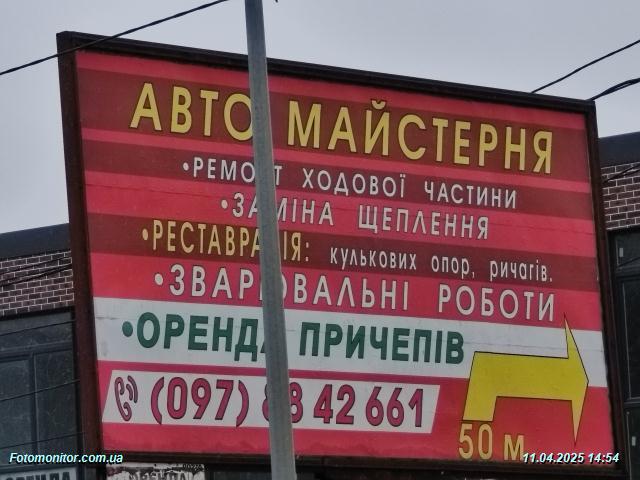 АВТО МАЙСТЕРНЯ
•РЕМОНТ ХОДОВОЇ ЧАСТИНИ
•ЗАМІНА ЩЕПЛЕННЯ
•РЕСТАВРАЦІЯ: кулькових опор, ричагів.
•ЗВАРЮВАЛЬНІ РОБОТИ
•ОРЕНДА ПРИЧЕПІВ
(097) 88 42 661
50 м
Fotomonitor.com.ua
11.04.2025 14:54